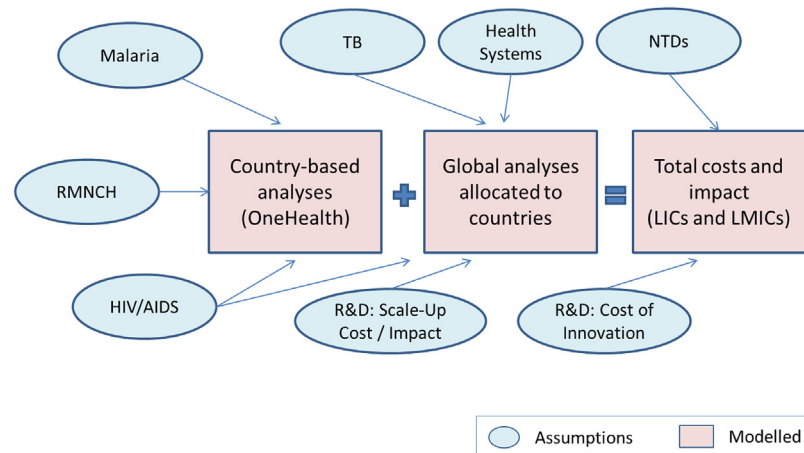 Malaria
TB
Health
Systems
NTDs
RMNCH
Country-based
analyses
(OneHealth)
+
Global analyses
allocated to
countries
=
Total costs and
impact
(LICs and LMICs)
HIV/AIDS
R&D: Scale-Up
Cost / Impact
R&D: Cost of
Innovation
Assumptions
Modelled